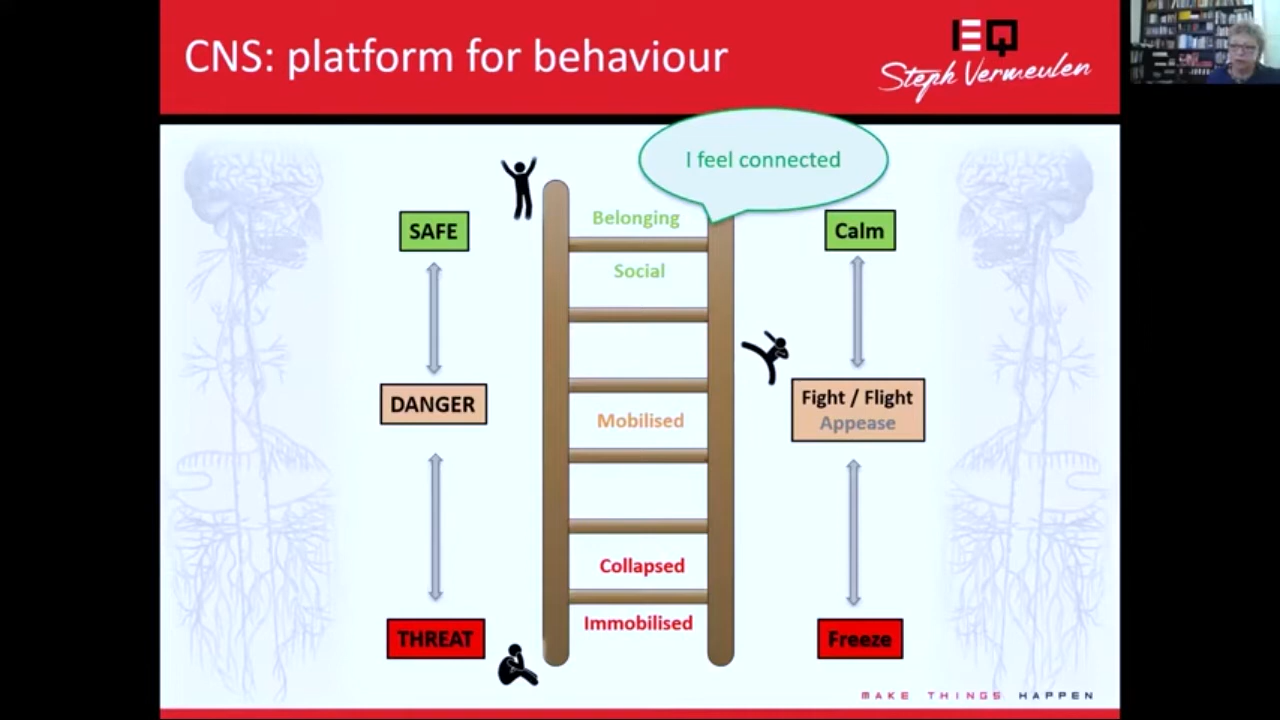 CNS: platform for behaviour
EQ
Steph Vermeulen
I feel connected
Belonging
SAFE
Calm
Social
DANGER
Fight / Flight
Appease
Mobilised
Collapsed
Immobilised
THREAT
Freeze
MAKE THINGS HAPPEN